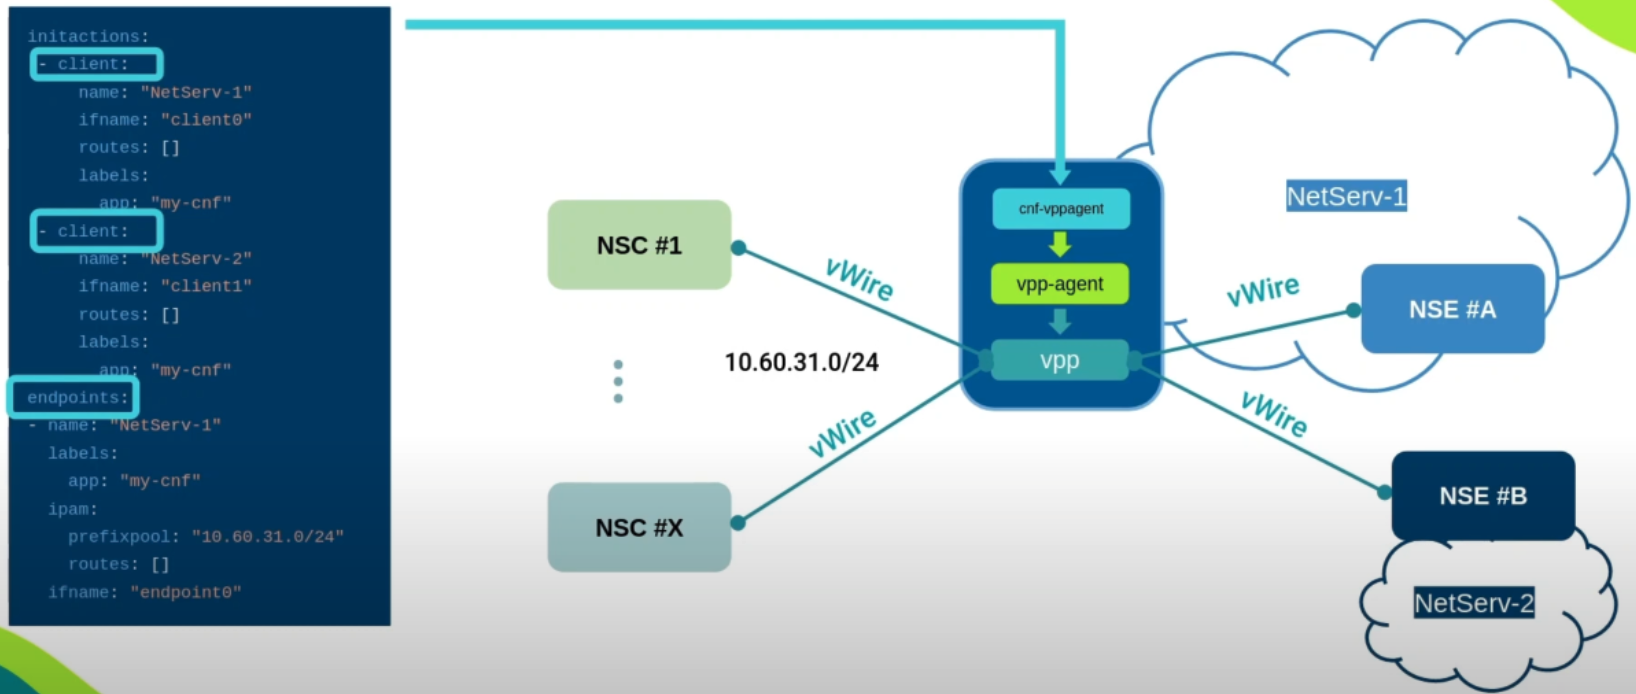 initactions:
- client:
name: "NetServ-1"
ifname: "client0"
routes: []
labels:
app: "my-cnf"
- client:
name: "NetServ-2"
ifname: "client1"
routes: []
labels:
app: "my-cnf"
endpoints:
- name: "NetServ-1"
labels:
app: "my-cnf"
ipam:
prefixpool: "10.60.31.0/24"
routes: []
ifname: "endpoint0"
NSC #1
vWire
10.60.31.0/24
vWire
NSC #X
cnf-vppagent
vpp-agent
vpp
NetServ-1
vWire
NSE #A
vWire
NSE #B
NetServ-2